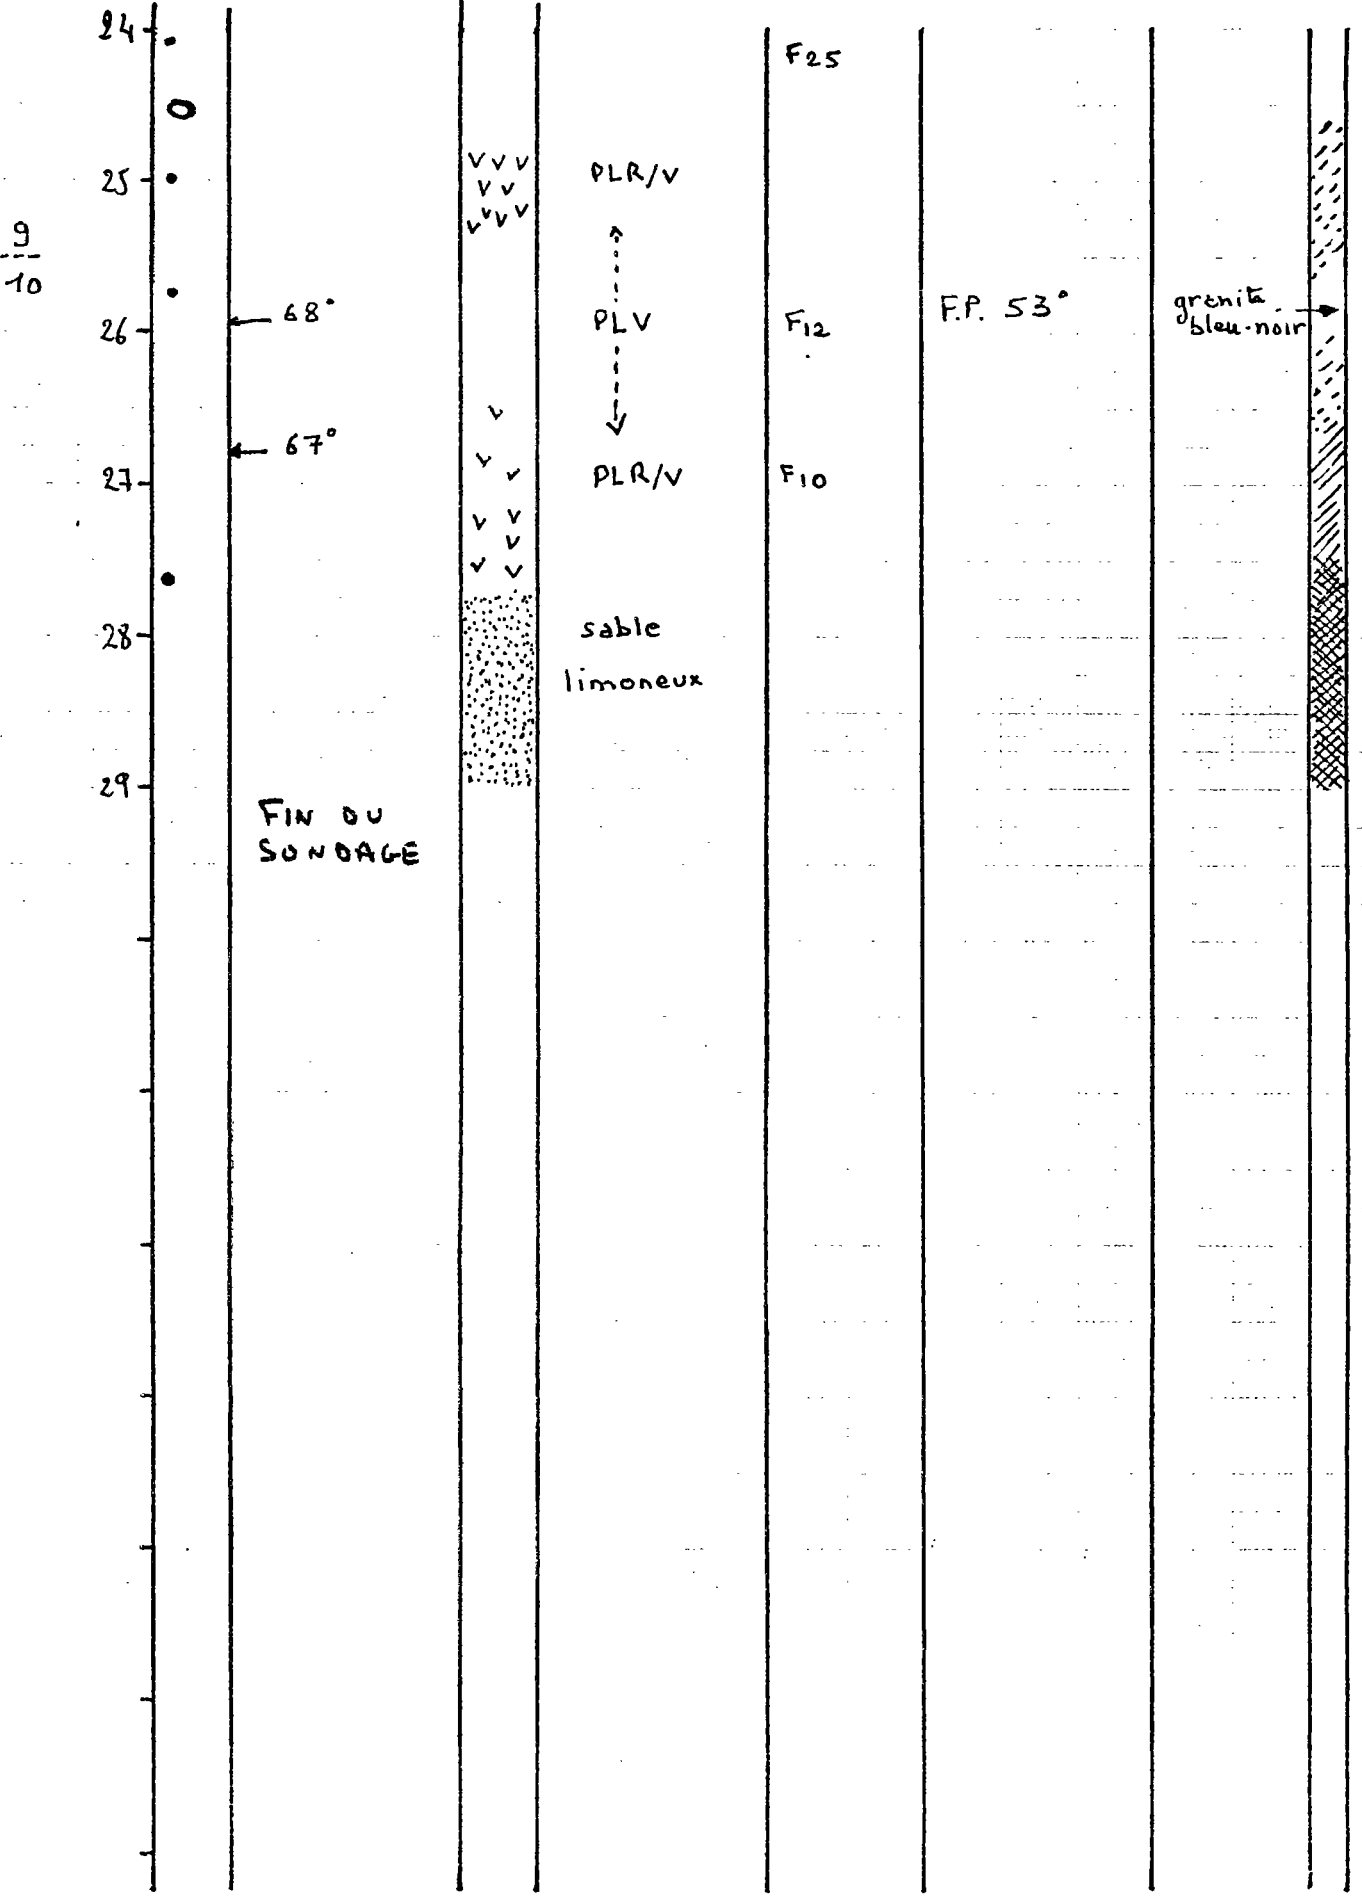 24
F25
25
PLR/V
9
10
68°
26
PLV
F12
F.P. 53°
granite
bleu-noir
67°
27
PLR/V
F10
28
sable
limoneux
29
FIN DU
SONDAGE